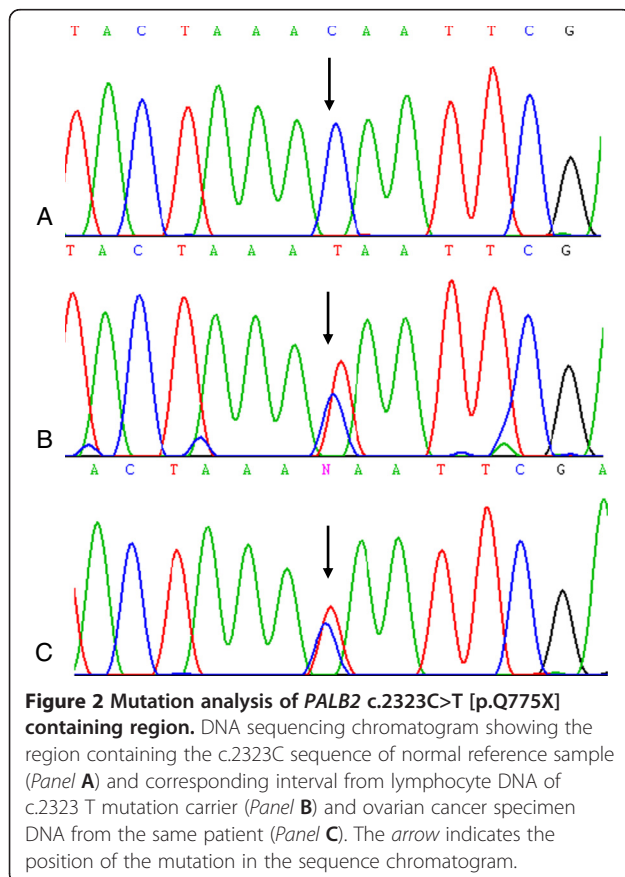 T A C T A A A C A A T T C G
A
T A C T A A A T A A T T C G
B
A C T A A A N A A T T C G A
C
Figure 2 Mutation analysis of PALB2 c.2323C>T [p.Q775X]
containing region. DNA sequencing chromatogram showing the
region containing the c.2323C sequence of normal reference sample
(Panel A) and corresponding interval from lymphocyte DNA of
c.2323 T mutation carrier (Panel B) and ovarian cancer specimen
DNA from the same patient (Panel C). The arrow indicates the
position of the mutation in the sequence chromatogram.